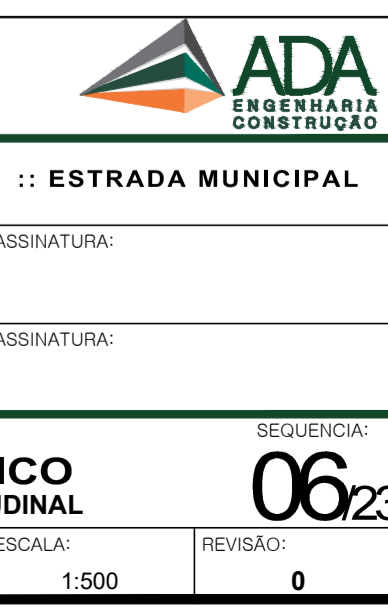 ADA
ENGENHARIA
CONSTRUÇÃO
:: ESTRADA MUNICIPAL
ASSINATURA:
ASSINATURA:
SEQUENCIA:
ICO
UDINAL
06/23
ESCALA:
REVISÃO:
1:500
0